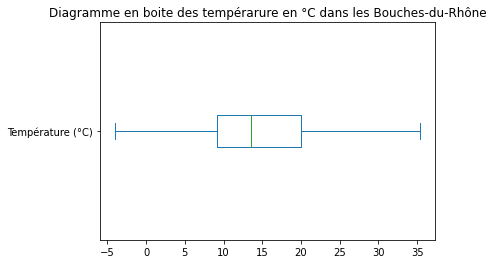 Diagramme en boite des tempérarure en °C dans les Bouches-du-Rhône
Température (°C)
−5 0 5 10 15 20 25 30 35